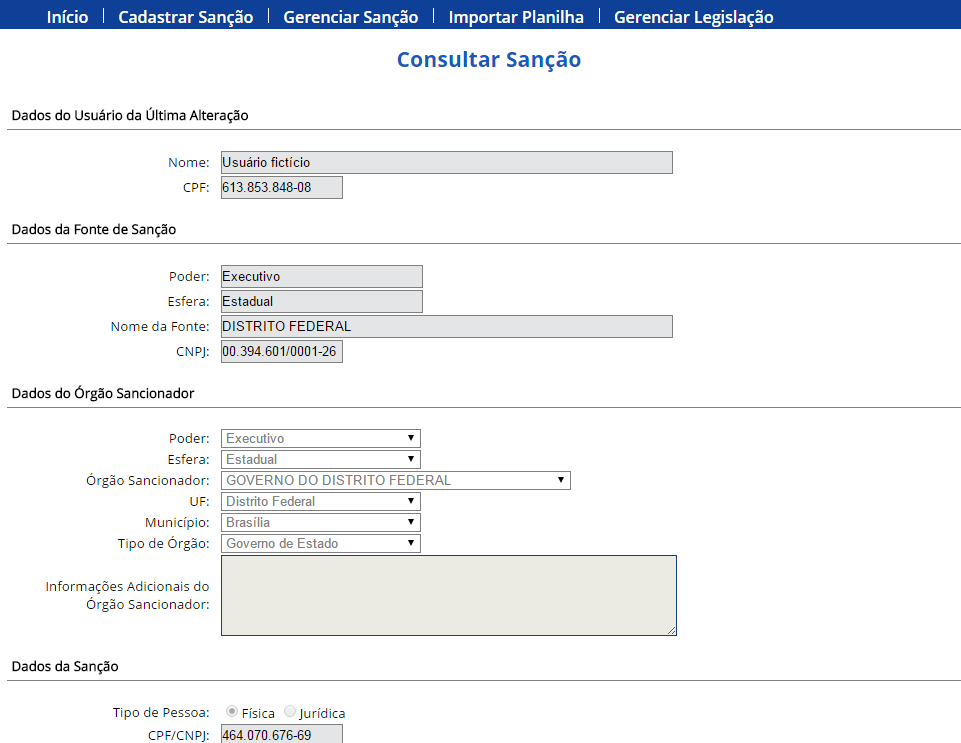 Início Cadastrar Sanção Gerenciar Sanção Importar Planilha Gerenciar Legislação
Consultar Sanção
Dados do Usuário da Última Alteração
Nome: Usuário fictício
CPF: 613.853.848-08
Dados da Fonte de Sanção
Poder: Executivo
Esfera: Estadual
Nome da Fonte: DISTRITO FEDERAL
CNPJ: 00.394.601/0001-26
Dados do Órgão Sancionador
Poder: Executivo
Esfera: Estadual
Órgão Sancionador: GOVERNO DO DISTRITO FEDERAL
UF: Distrito Federal
Município: Brasília
Tipo de Órgão: Governo de Estado
Informações Adicionais do
Órgão Sancionador:
Dados da Sanção
Tipo de Pessoa: Física Jurídica
CPF/CNPJ: 464.070.676-69